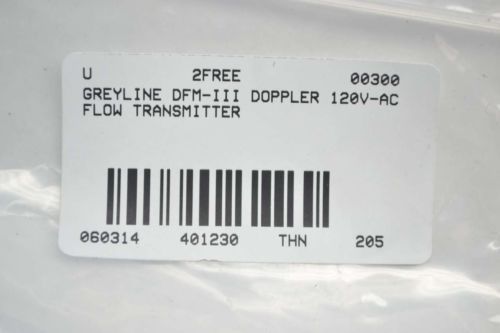 U 2FREE 00300
GREYLINE DFM-III DOPPLER 120V-AC
FLOW TRANSMITTER
060314 401230 THN 205